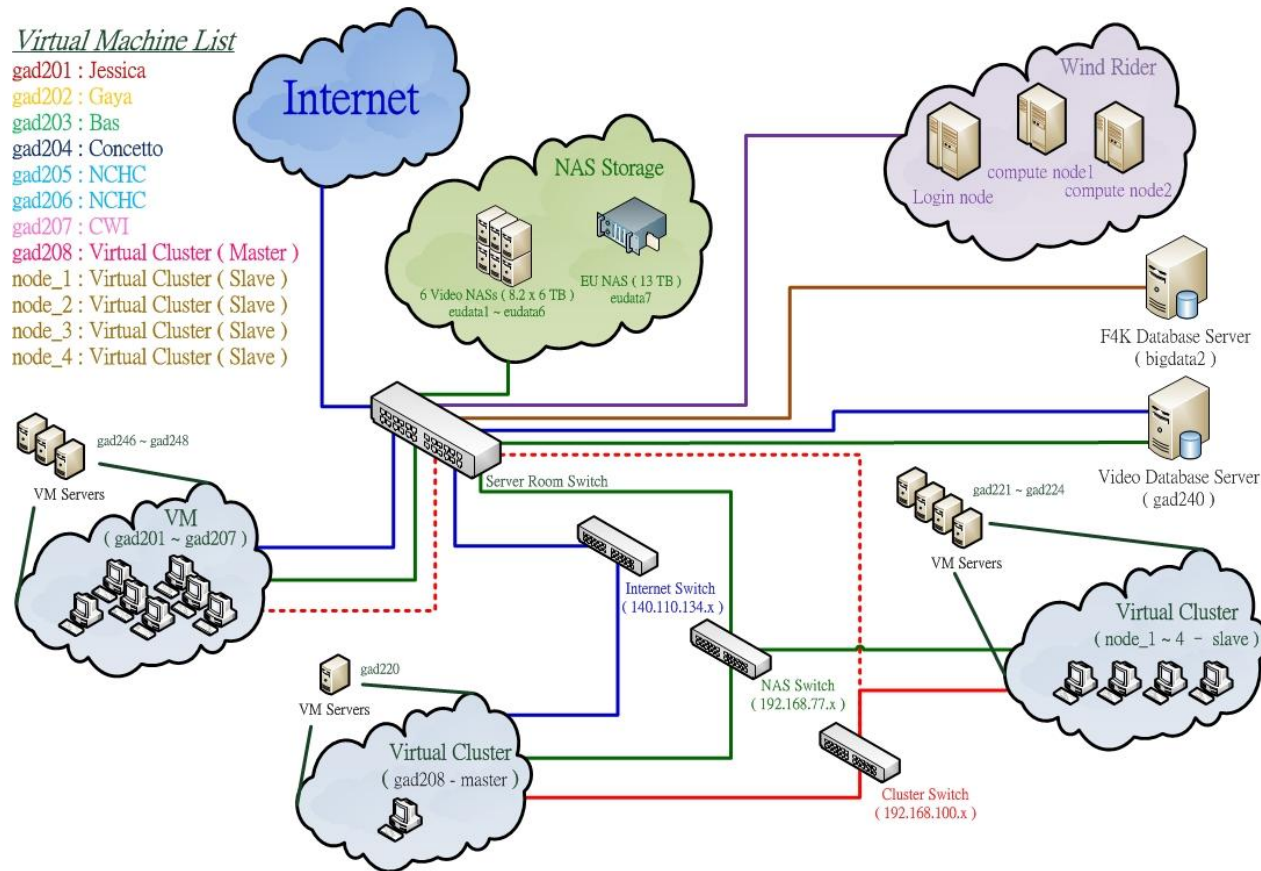 Virtual Machine List
gad201 : Jessica
gad202 : Gaya
gad203 : Bas
gad204 : Concetto
gad205 : NCHC
gad206 : NCHC
gad207 : CWI
gad208 : Virtual Cluster ( Master )
node_1 : Virtual Cluster ( Slave )
node_2 : Virtual Cluster ( Slave )
node_3 : Virtual Cluster ( Slave )
node_4 : Virtual Cluster ( Slave )
Internet
NAS Storage
6 Video NASs ( 8.2 x 6 TB )
eudata1 ~ eudata6
EU NAS ( 13 TB )
eudata7
Wind Rider
Login node
compute node1
compute node2
F4K Database Server
( bigdata2 )
Video Database Server
( gad240 )
Server Room Switch
gad246 ~ gad248
VM Servers
VM
( gad201 ~ gad207 )
Internet Switch
( 140.110.134.x )
NAS Switch
( 192.168.77.x )
Cluster Switch
( 192.168.100.x )
gad221 ~ gad224
VM Servers
Virtual Cluster
( node_1 ~ 4 - slave )
gad220
VM Servers
Virtual Cluster
( gad208 - master )